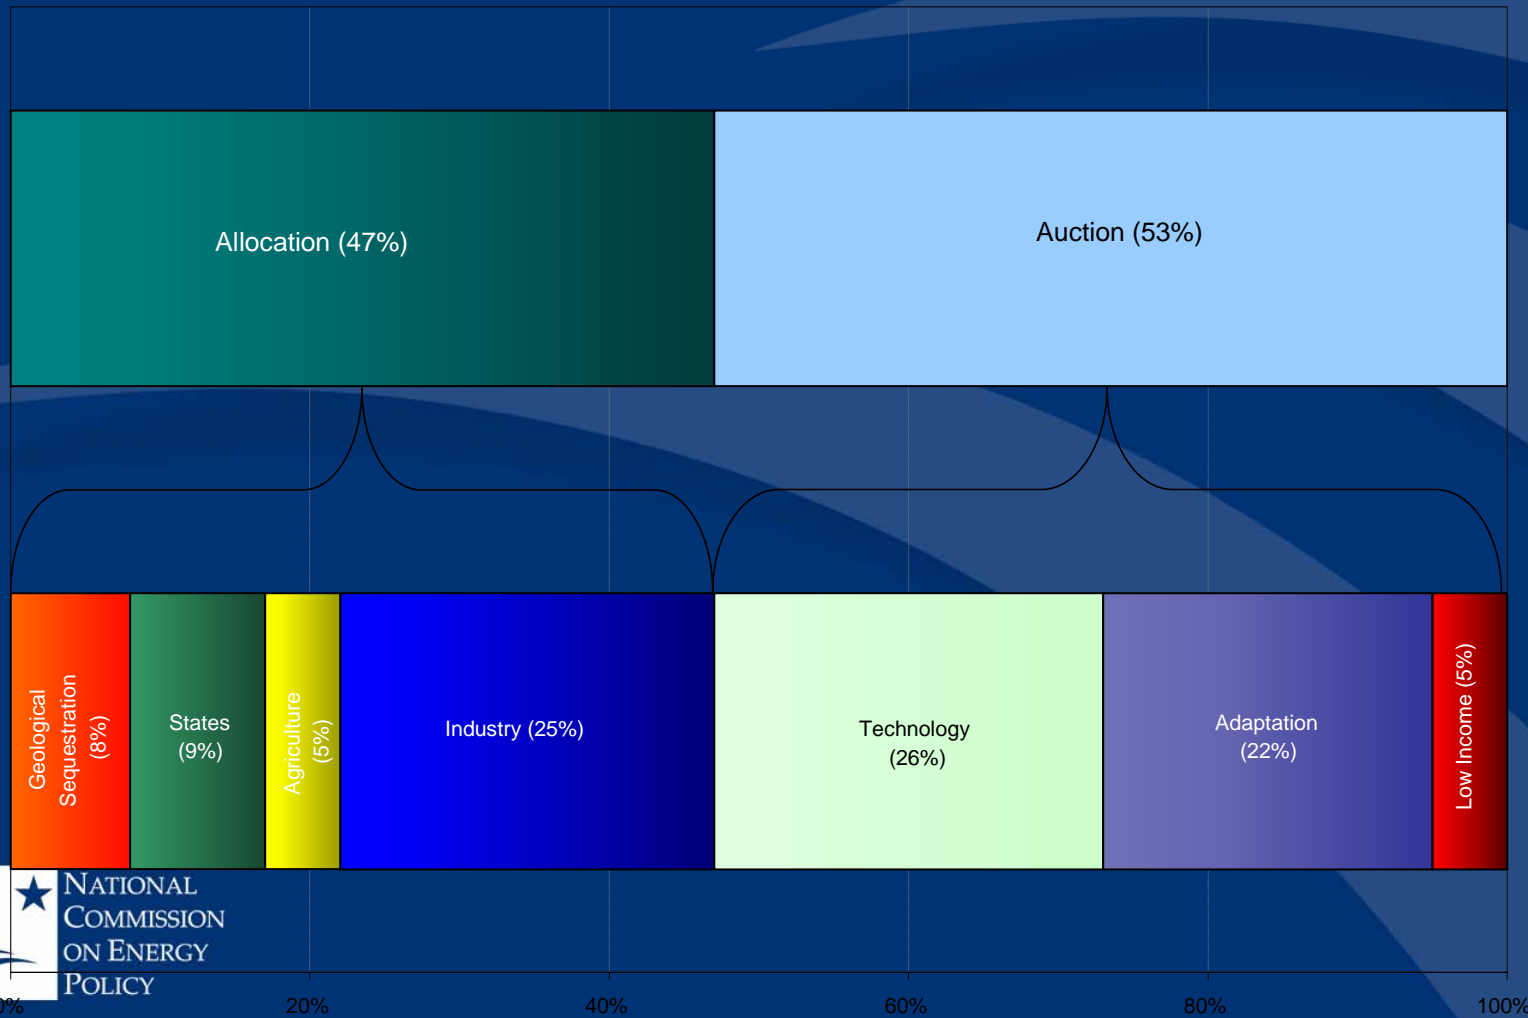 Allocation (47%)
Auction (53%)
Geological
Sequestration
(8%)
States
(9%)
Agriculture
(5%)
Industry (25%)
Technology
(26%)
Adaptation
(22%)
Low Income (5%)
NATIONAL
COMMISSION
ON ENERGY
POLICY
0% 20% 40% 60% 80% 100%